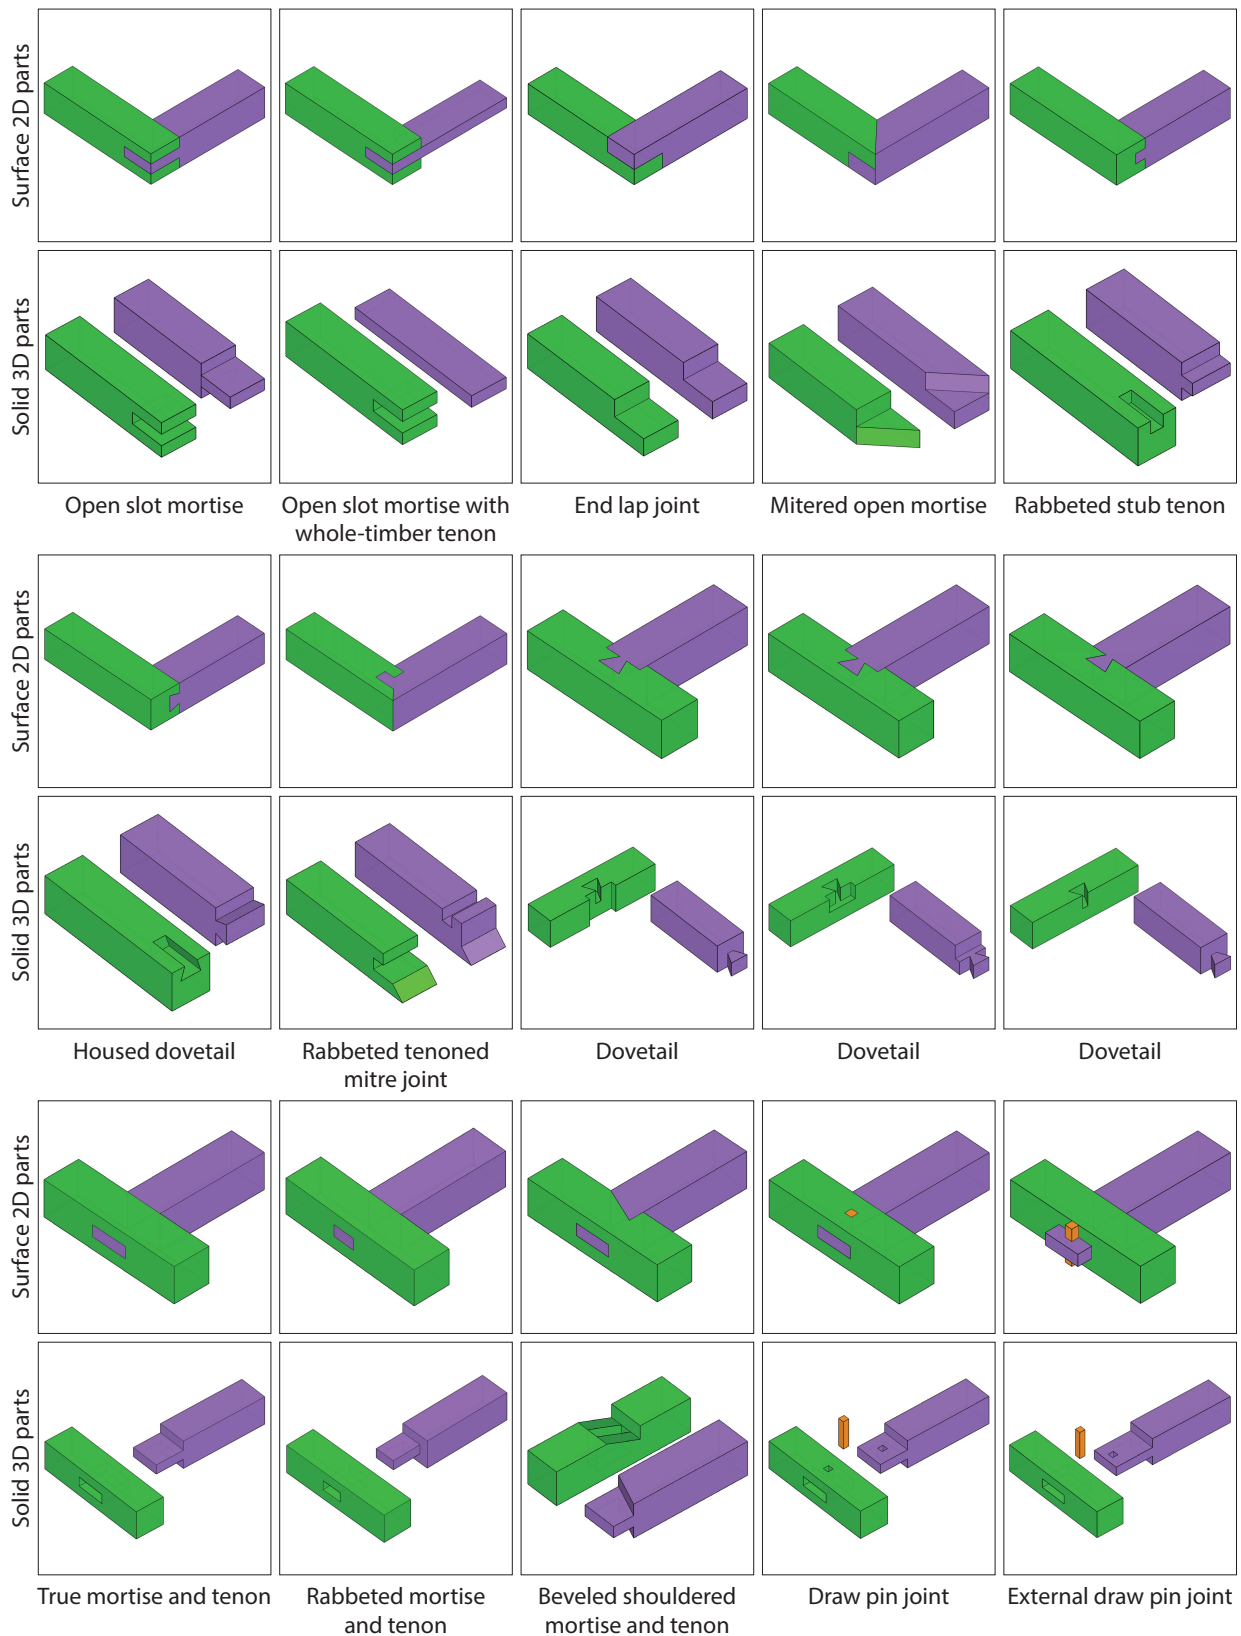 Surface 2D parts
Solid 3D parts
Open slot mortise
Open slot mortise with
whole-timber tenon
End lap joint
Mitered open mortise
Rabbeted stub tenon
Surface 2D parts
Solid 3D parts
Housed dovetail
Rabbeted tenoned
mitre joint
Dovetail
Dovetail
Dovetail
Surface 2D parts
Solid 3D parts
True mortise and tenon
Rabbeted mortise
and tenon
Beveled shouldered
mortise and tenon
Draw pin joint
External draw pin joint